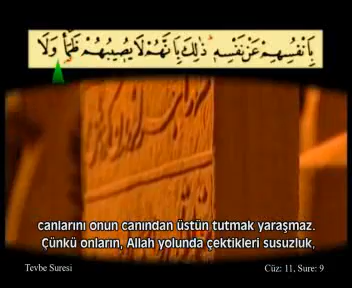 بِاَنْفُسِهِمْ عَنْ نَفْسِهِ ذٰلِكَ بِاَنَّهُمْ لَا يُصٖيبُهُمْ ظَمَأٌ وَلَا
canlarını onun canından üstün tutmak yaraşmaz.
Çünkü onların, Allah yolunda çektikleri susuzluk,
Tevbe Suresi
Cüz: 11, Sure: 9